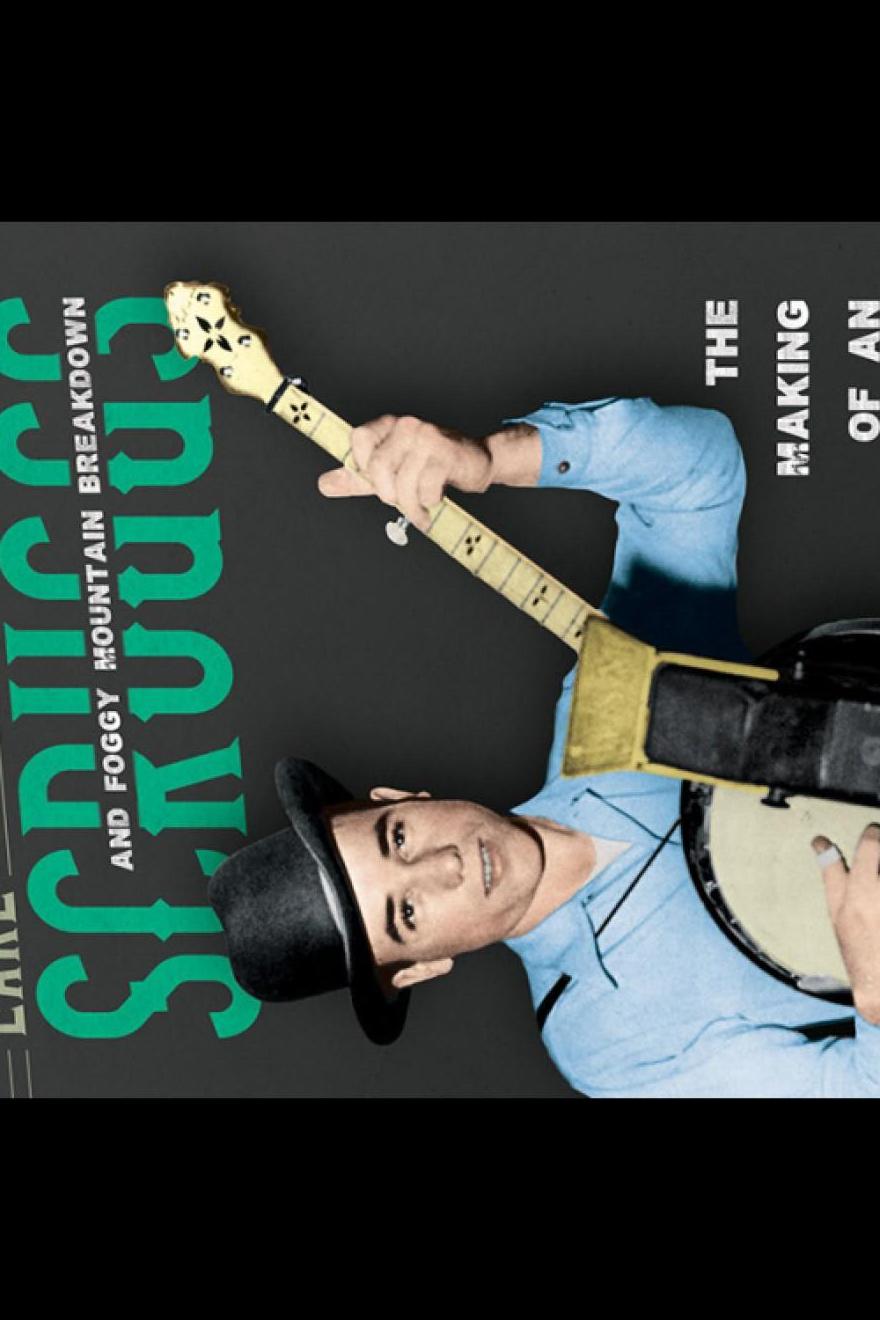 EARL
SCRUGGS
AND FOGGY MOUNTAIN BREAKDOWN
THE
MAKING
OF AN